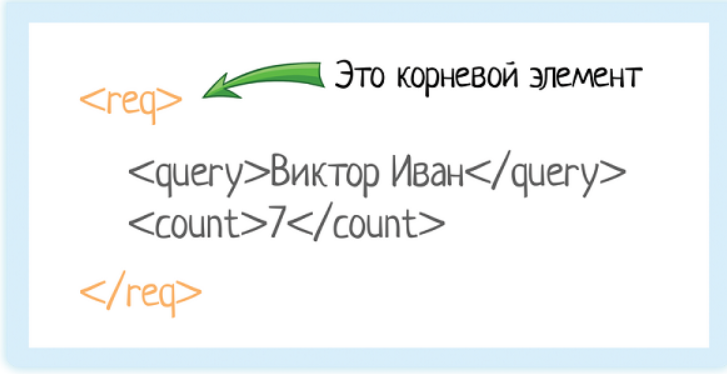 Это корневой элемент
<req>
<query>Виктор Иван</query>
<count>7</count>
</req>